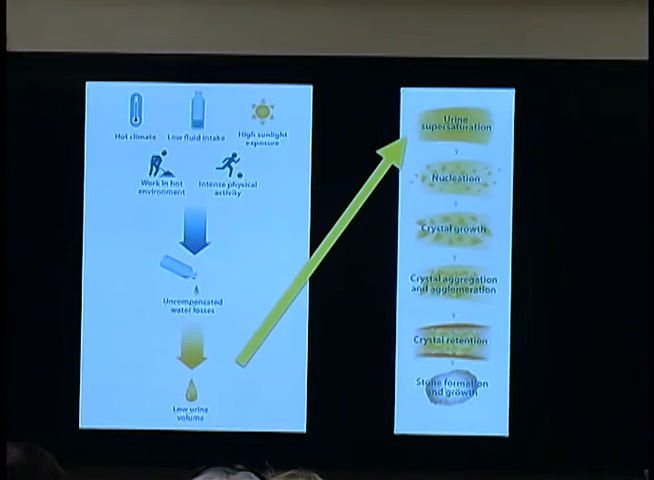 Hot climate
Low fluid intake
High sunlight
exposure
Work in hot
environment
Intense physical
activity
Uncompensated
water losses
Low urine
volume
Urine
supersaturation
Nucleation
Crystal growth
Crystal aggregation
and agglomeration
Crystal retention
Stone formation
and growth